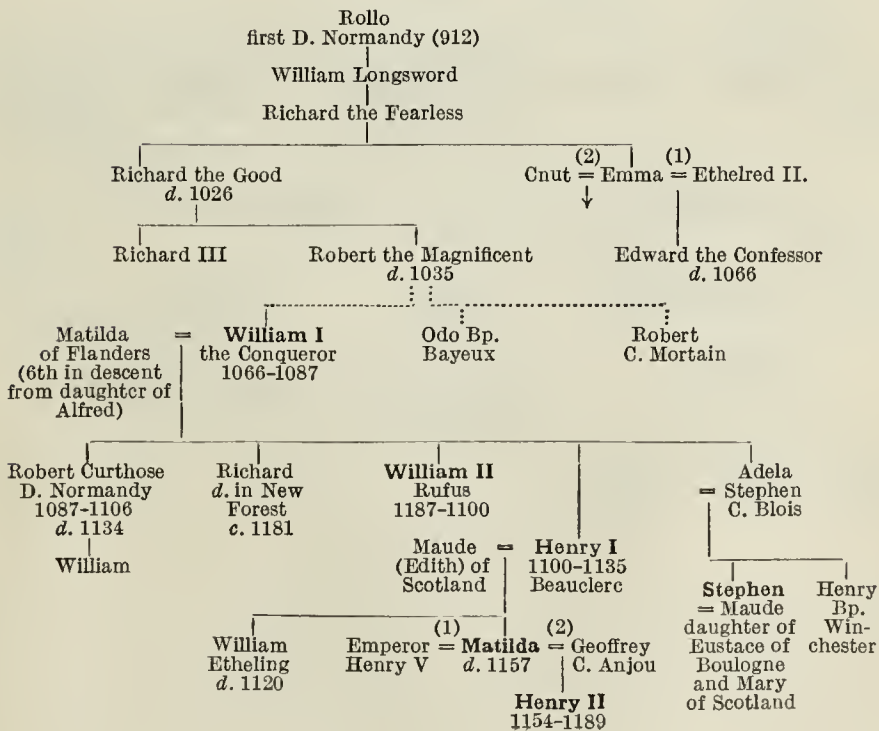 Rollo
first D. Normandy (912)
William Longsword
Richard the Fearless
Richard the Good
d. 1026
(2) (1)
Cnut = Emma = Ethelred II.
Richard III
Robert the Magnificent
d. 1035
Edward the Confessor
d. 1066
Matilda
of Flanders
(6th in descent
from daughter of
Alfred)
=
William I
the Conqueror
1066-1087
Odo Bp.
Bayeux
Robert
C. Mortain
Robert Curthose
D. Normandy
1087-1106
d. 1134
William
Richard
d. in New
Forest
c. 1181
William II
Rufus
1187-1100
Maude
(Edith) of
Scotland
=
Henry I
1100-1135
Beauclerc
Adela
= Stephen
C. Blois
William
Etheling
d. 1120
(1) (2)
Emperor = Matilda = Geoffrey
Henry V d. 1157 C. Anjou
Henry II
1154-1189
Stephen
= Maude
daughter of
Eustace of
Boulogne
and Mary
of Scotland
Henry
Bp.
Win-
chester